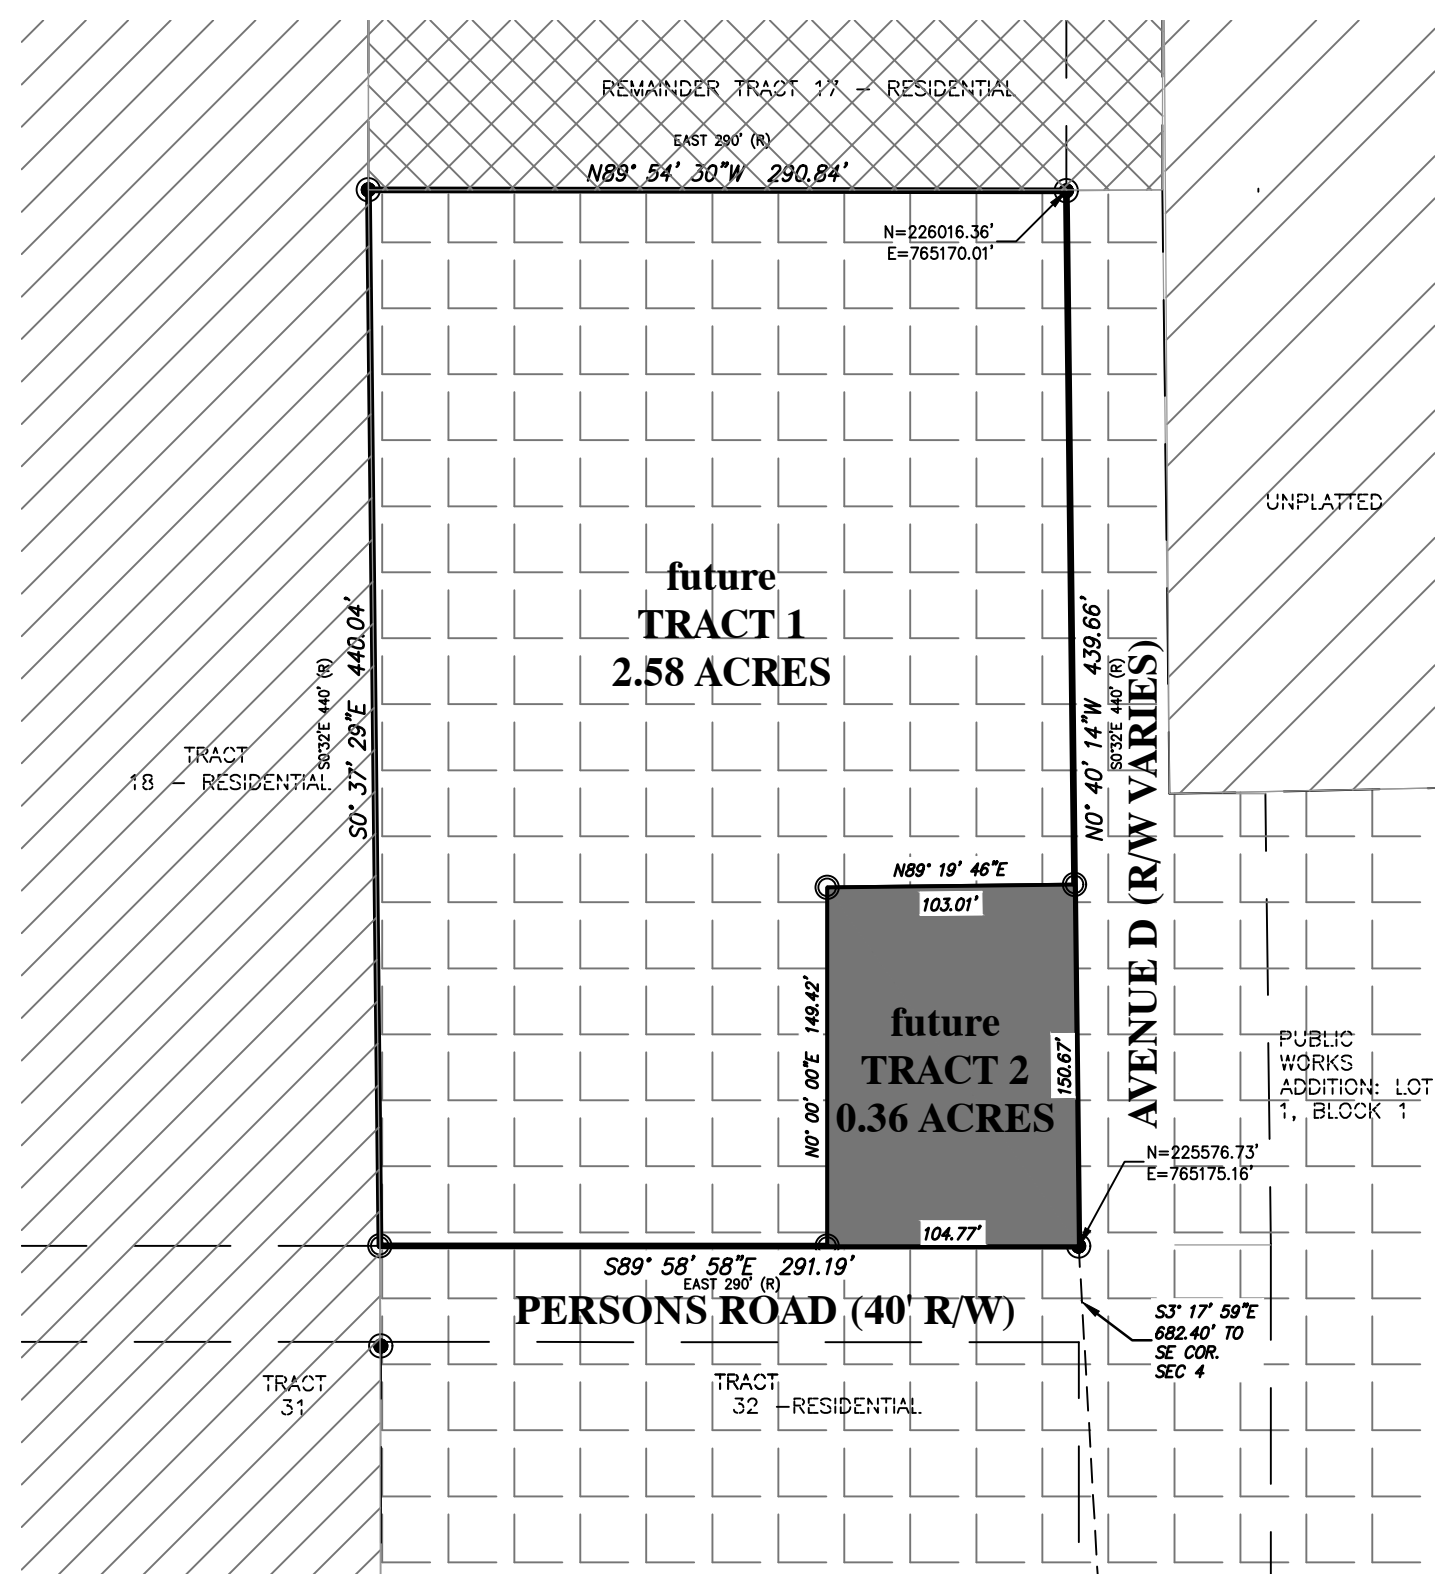 REMAINDER TRACT 17 – RESIDENTIAL
EAST 290' (R)
N89° 54' 30"W 290.84'
N=226016.36'
E=765170.01'
UNPLATTED
future
TRACT 1
2.58 ACRES
S0° 37' 29"E 440.04'
S0°32'E 440' (R)
N0° 40' 14"W 439.66'
S0°32'E 440' (R)
AVENUE D (R/W VARIES)
TRACT
18 – RESIDENTIAL
N89° 19' 46"E
103.01'
N0° 00' 00"E 149.42'
future
TRACT 2
0.36 ACRES
150.67'
104.77'
PUBLIC
WORKS
ADDITION: LOT
1, BLOCK 1
N=225576.73'
E=765175.16'
S89° 58' 58"E 291.19'
EAST 290' (R)
PERSONS ROAD (40' R/W)
S3° 17' 59"E
682.40' TO
SE COR.
SEC 4
TRACT
31
TRACT
32 –RESIDENTIAL